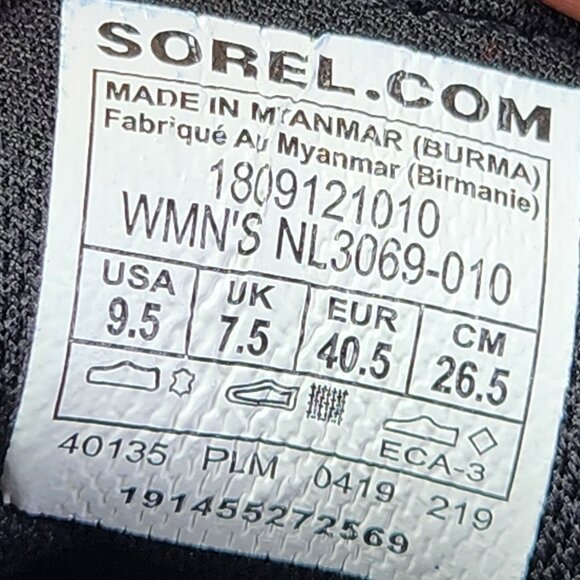 SOREL.COM
MADE IN MYANMAR (BURMA)
Fabriqué Au Myanmar (Birmanie)
1809121010
WMN'S NL3069-010
USA UK EUR CM
9.5 7.5 40.5 26.5
ECA-3
40135 PLM 0419 219
191455272569